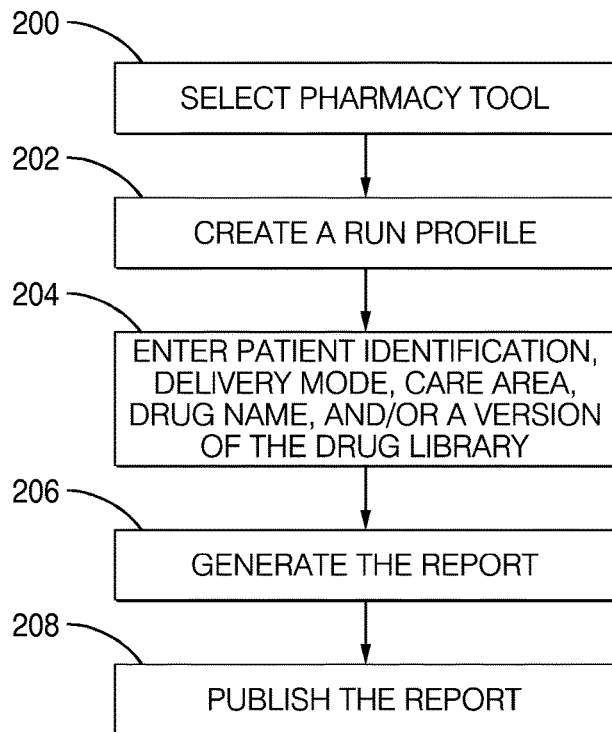 200
SELECT PHARMACY TOOL
202
CREATE A RUN PROFILE
204
ENTER PATIENT IDENTIFICATION,
DELIVERY MODE, CARE AREA,
DRUG NAME, AND/OR A VERSION
OF THE DRUG LIBRARY
206
GENERATE THE REPORT
208
PUBLISH THE REPORT